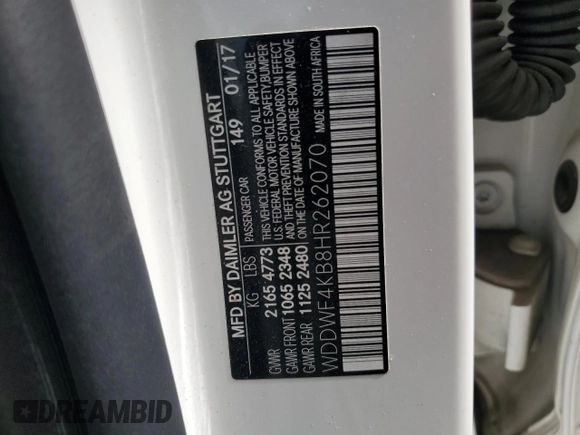 MFD BY DAIMLER AG STUTTGART
PASSENGER CAR 149 01/17
KG LBS
THIS VEHICLE CONFORMS TO ALL APPLICABLE
U.S. FEDERAL MOTOR VEHICLE SAFETY,BUMPER
AND THEFT PREVENTION STANDARDS IN EFFECT
ON THE DATE OF MANUFACTURE SHOWN ABOVE
GVWR 2165 4773
GAWR FRONT 1065 2348
GAWR REAR 1125 2480
WDDWF4KB8HR262070 MADE IN SOUTH AFRICA
DREAMBID